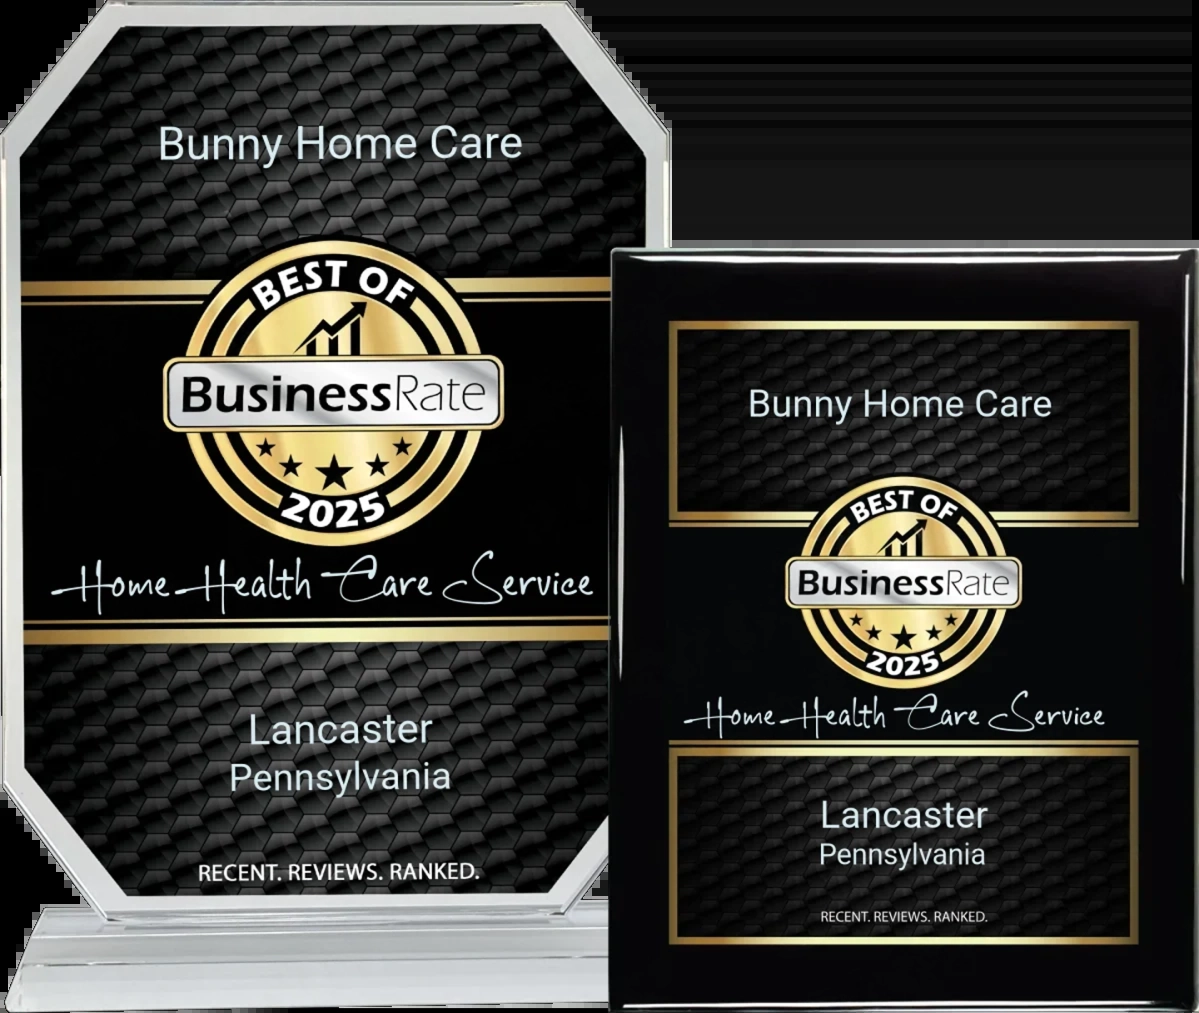 Bunny Home Care
BEST OF
BusinessRate
2025
Home Health Care Service
Lancaster
Pennsylvania
RECENT. REVIEWS. RANKED.
Bunny Home Care
BEST OF
BusinessRate
2025
Home Health Care Service
Lancaster
Pennsylvania
RECENT. REVIEWS. RANKED.